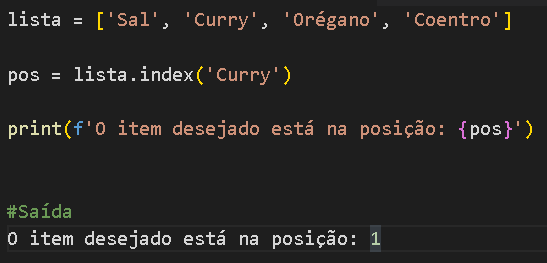 lista = ['Sal', 'Curry', 'Orégano', 'Coentro']
pos = lista.index('Curry')
print(f'O item desejado está na posição: {pos}')
#Saída
O item desejado está na posição: 1